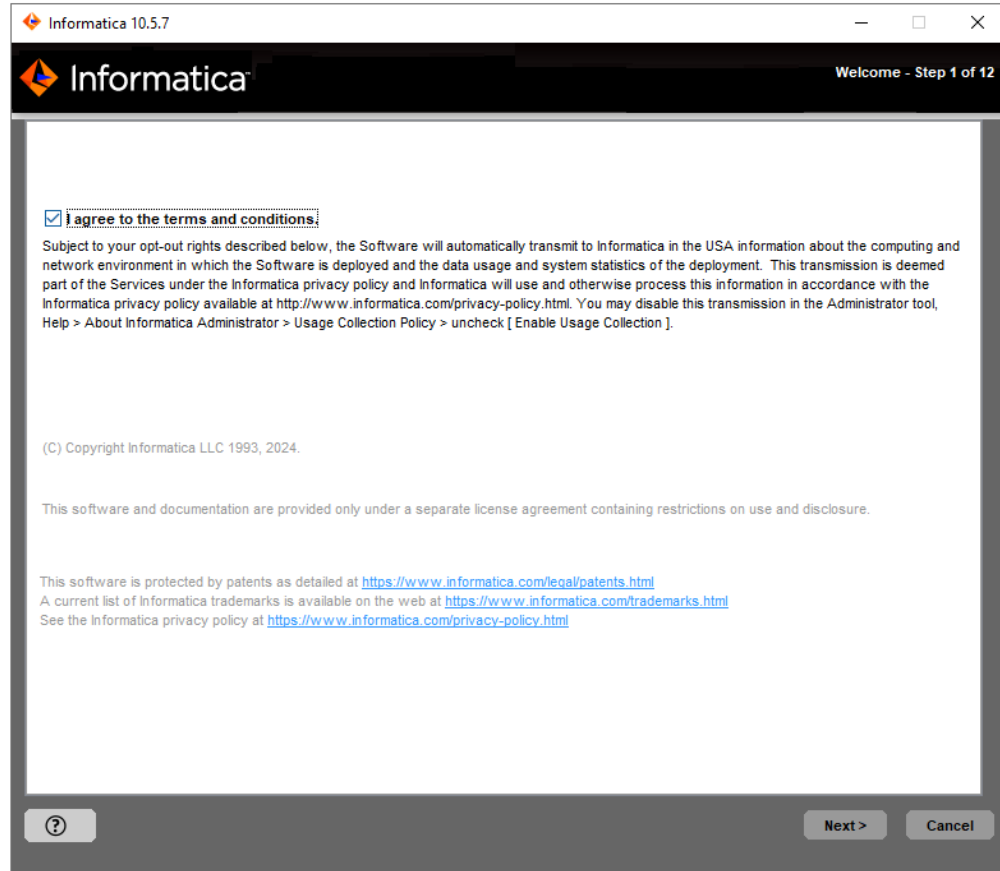 Informatica 10.5.7
Informatica
Welcome - Step 1 of 12
I agree to the terms and conditions.
Subject to your opt-out rights described below, the Software will automatically transmit to Informatica in the USA information about the computing and
network environment in which the Software is deployed and the data usage and system statistics of the deployment.  This transmission is deemed
part of the Services under the Informatica privacy policy and Informatica will use and otherwise process this information in accordance with the
Informatica privacy policy available at http://www.informatica.com/privacy-policy.html. You may disable this transmission in the Administrator tool,
Help > About Informatica Administrator > Usage Collection Policy > uncheck [ Enable Usage Collection ].
(C) Copyright Informatica LLC 1993, 2024.
This software and documentation are provided only under a separate license agreement containing restrictions on use and disclosure.
This software is protected by patents as detailed at https://www.informatica.com/legal/patents.html
A current list of Informatica trademarks is available on the web at https://www.informatica.com/trademarks.html
See the Informatica privacy policy at https://www.informatica.com/privacy-policy.html
?
Next >
Cancel